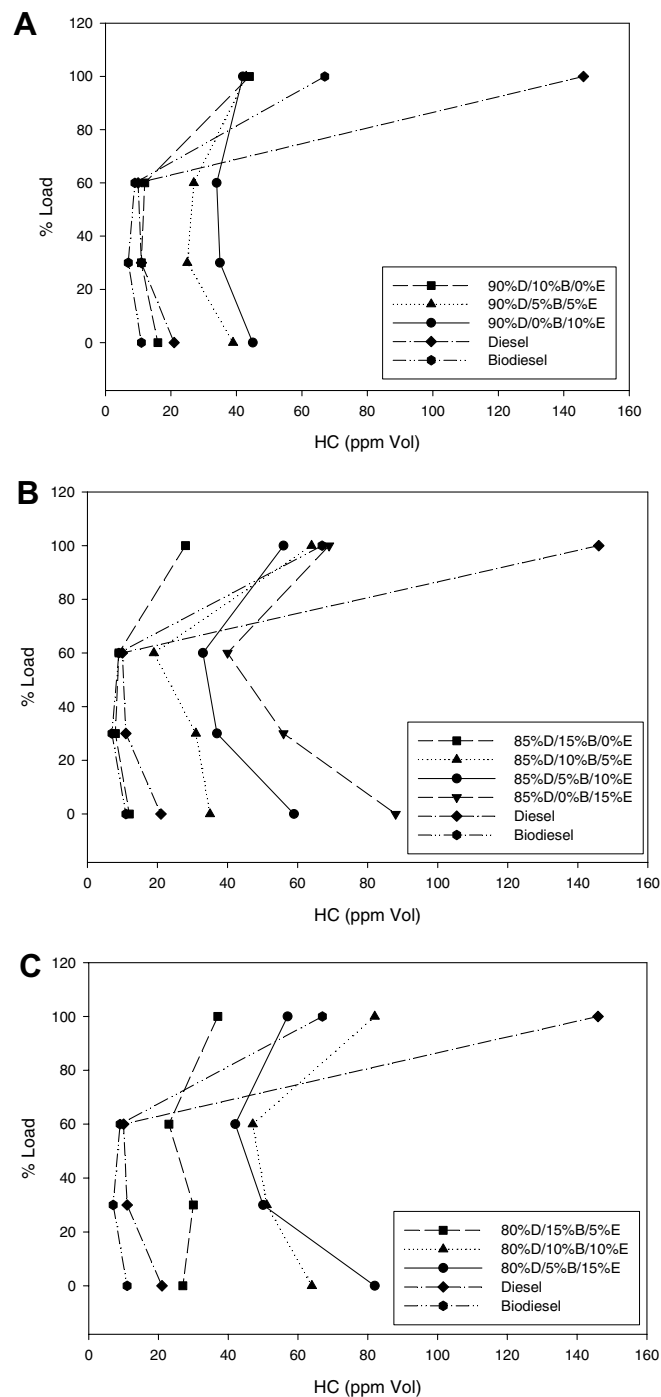 A
120
100
80
60
40
20
0
% Load
90%D/10%B/0%E
90%D/5%B/5%E
90%D/0%B/10%E
Diesel
Biodiesel
0 20 40 60 80 100 120 140 160
HC (ppm Vol)
B
120
100
80
60
40
20
0
% Load
85%D/15%B/0%E
85%D/10%B/5%E
85%D/5%B/10%E
85%D/0%B/15%E
Diesel
Biodiesel
0 20 40 60 80 100 120 140 160
HC (ppm Vol)
C
120
100
80
60
40
20
0
% Load
80%D/15%B/5%E
80%D/10%B/10%E
80%D/5%B/15%E
Diesel
Biodiesel
0 20 40 60 80 100 120 140 160
HC (ppm Vol)